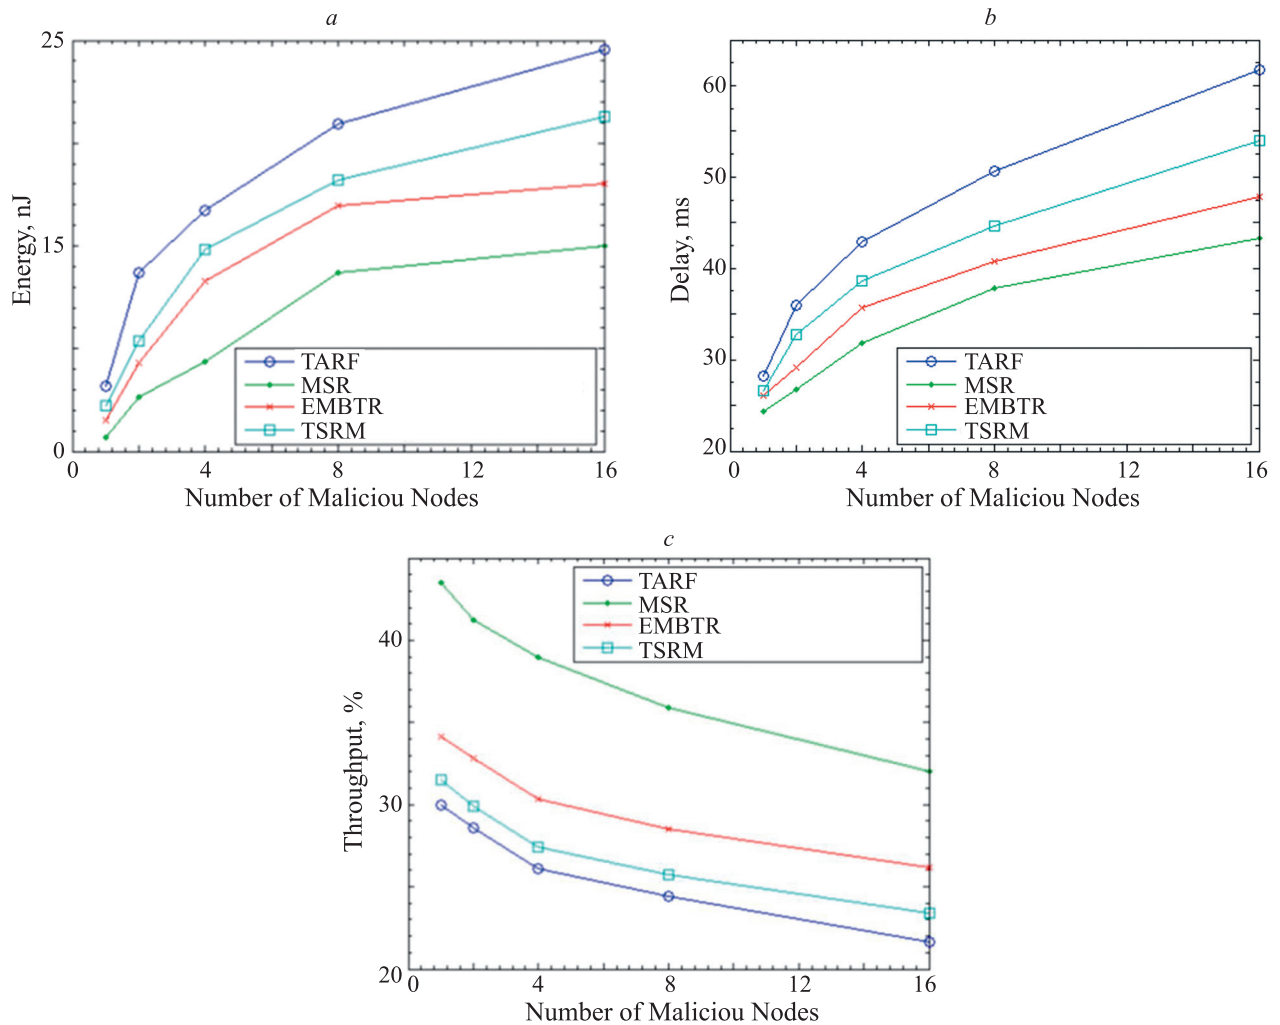 a
25
15
0
Energy, nJ
TARF
MSR
EMBTR
TSRM
0 4 8 12 16
Number of Maliciou Nodes
b
60
50
40
30
20
Delay, ms
TARF
MSR
EMBTR
TSRM
0 4 8 12 16
Number of Maliciou Nodes
c
40
30
20
Throughput, %
TARF
MSR
EMBTR
TSRM
0 4 8 12 16
Number of Maliciou Nodes